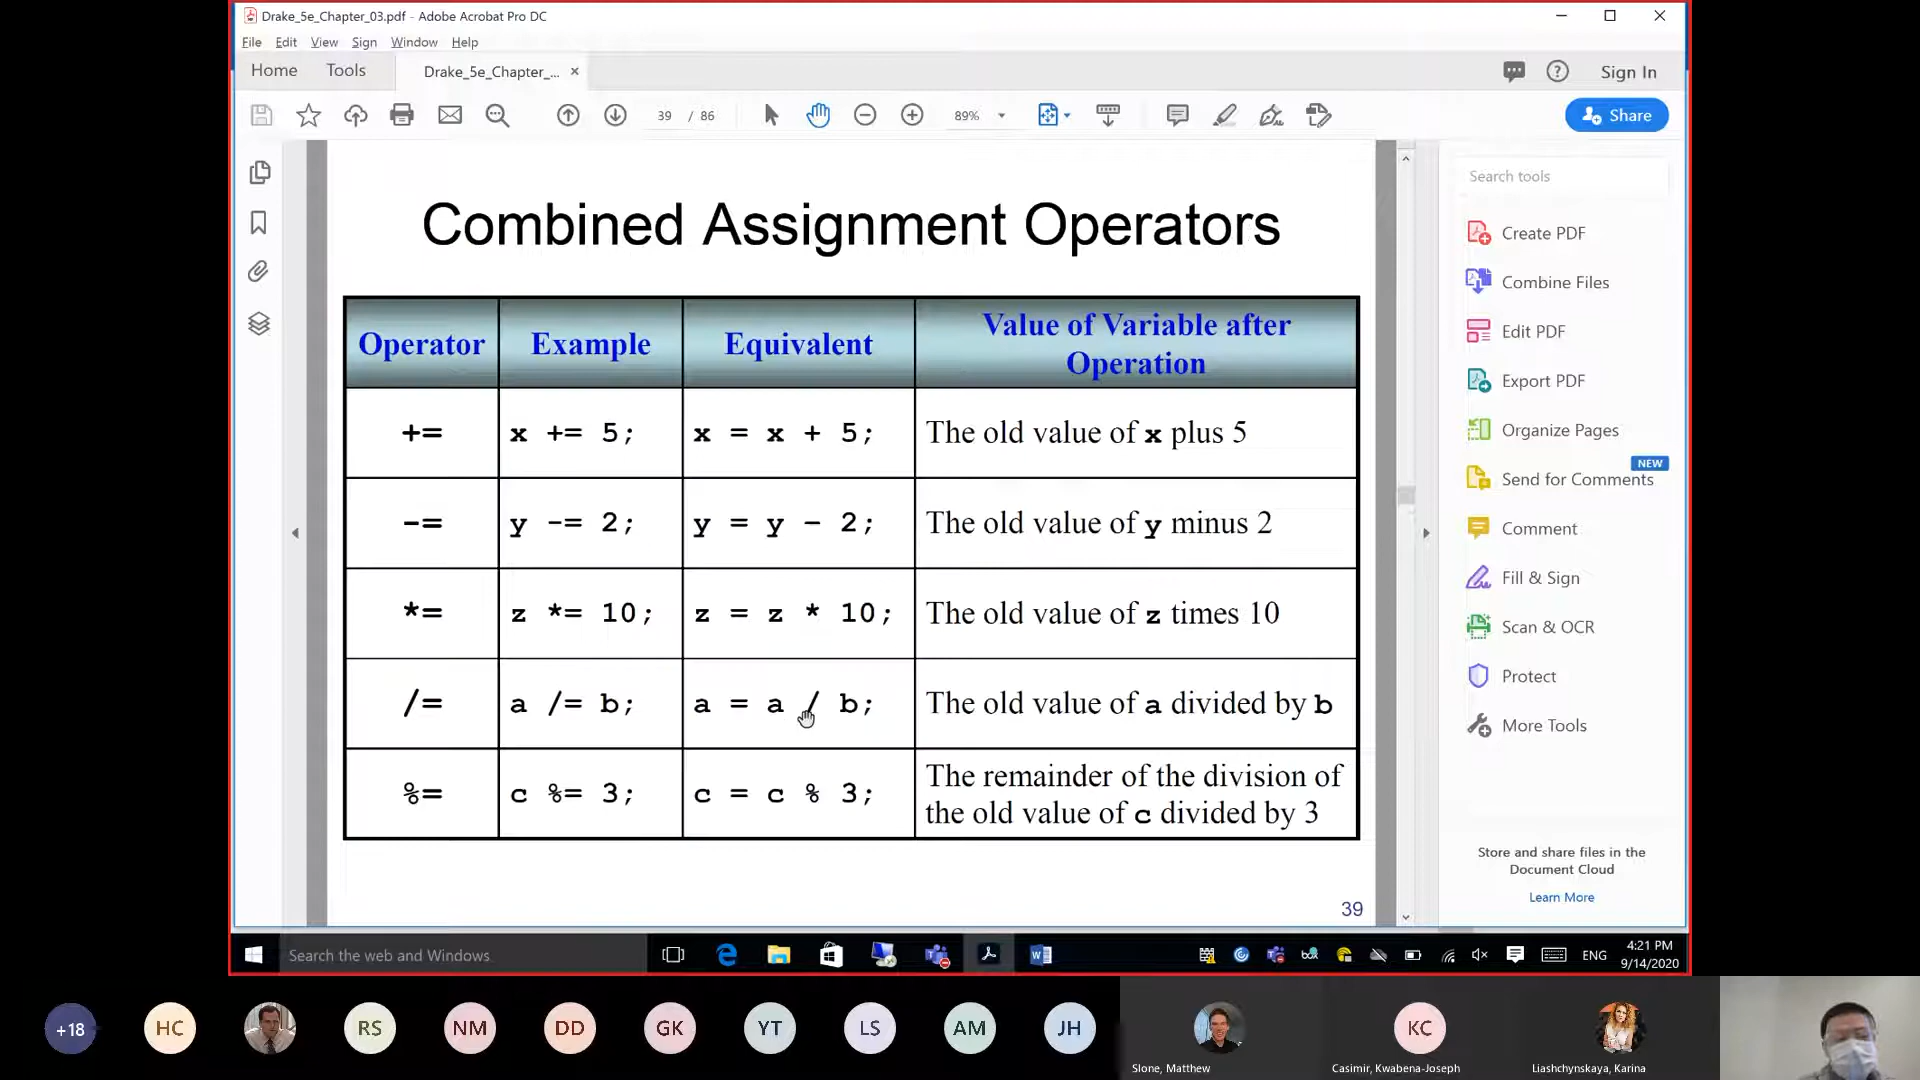 Drake_5e_Chapter_03.pdf - Adobe Acrobat Pro DC
File Edit View Sign Window Help
Home Tools Drake_5e_Chapter_... × Sign In
39 / 86 89% Share
Combined Assignment Operators
Operator Example Equivalent Value of Variable after
Operation
+= x += 5; x = x + 5; The old value of x plus 5
-= y -= 2; y = y - 2; The old value of y minus 2
*= z *= 10; z = z * 10; The old value of z times 10
/= a /= b; a = a / b; The old value of a divided by b
%= c %= 3; c = c % 3; The remainder of the division of
the old value of c divided by 3
39
Search tools
Create PDF
Combine Files
Edit PDF
Export PDF
Organize Pages
NEW
Send for Comments
Comment
Fill & Sign
Scan & OCR
Protect
More Tools
Store and share files in the
Document Cloud
Learn More
Search the web and Windows
ENG
4:21 PM
9/14/2020
+18 HC RS NM DD GK YT LS AM JH KC
Slone, Matthew Casimir, Kwabena-Joseph Liashchynskaya, Karina